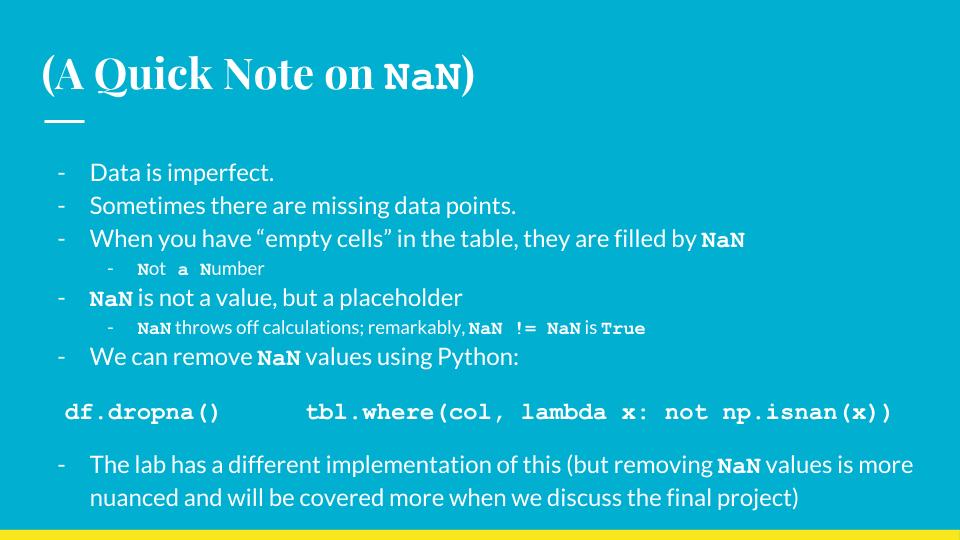 (A Quick Note on NaN)
- Data is imperfect.
- Sometimes there are missing data points.
- When you have “empty cells” in the table, they are filled by NaN
- Not a Number
- NaN is not a value, but a placeholder
- NaN throws off calculations; remarkably, NaN != NaN is True
- We can remove NaN values using Python:
df.dropna() tbl.where(col, lambda x: not np.isnan(x))
- The lab has a different implementation of this (but removing NaN values is more
nuanced and will be covered more when we discuss the final project)